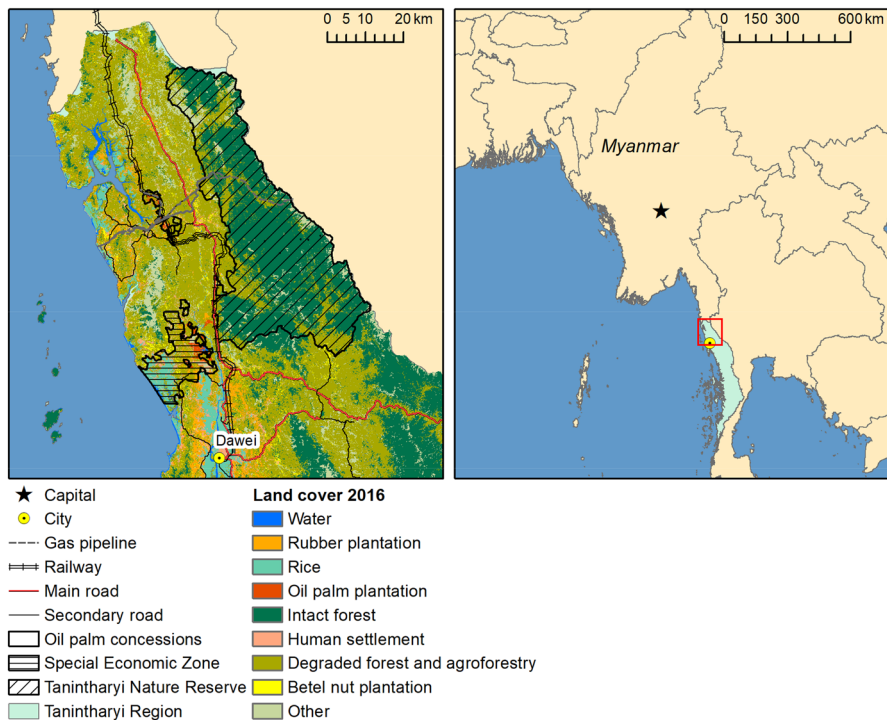 0 5 10 20 km
Dawei
0 150 300 600 km
Myanmar
Capital
City
Gas pipeline
Railway
Main road
Secondary road
Oil palm concessions
Special Economic Zone
Tanintharyi Nature Reserve
Tanintharyi Region
Land cover 2016
Water
Rubber plantation
Rice
Oil palm plantation
Intact forest
Human settlement
Degraded forest and agroforestry
Betel nut plantation
Other